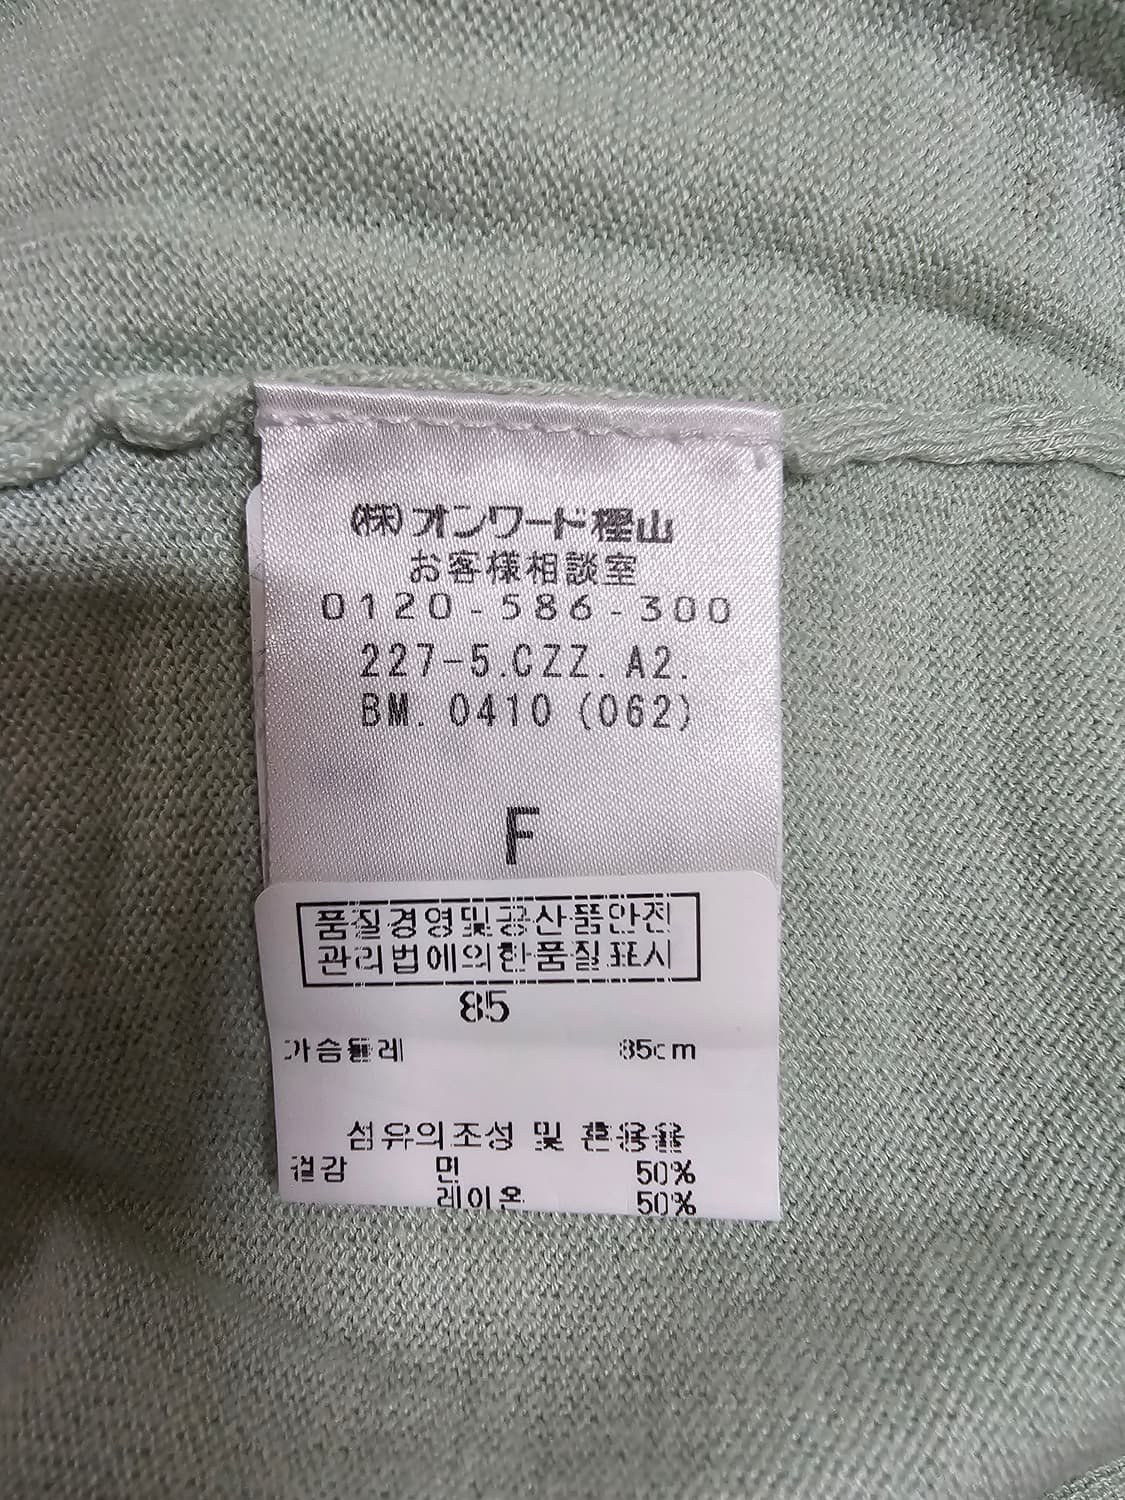 (株)オンワード樫山
お客様相談室
0120-586-300
227-5.CZZ.A2.
BM.0410(062)
F
품질경영및공산품안전
관리법에의한품질표시
85
가슴둘레 85cm
섬유의조성 및 혼용율
겉감 면 50%
레이온 50%